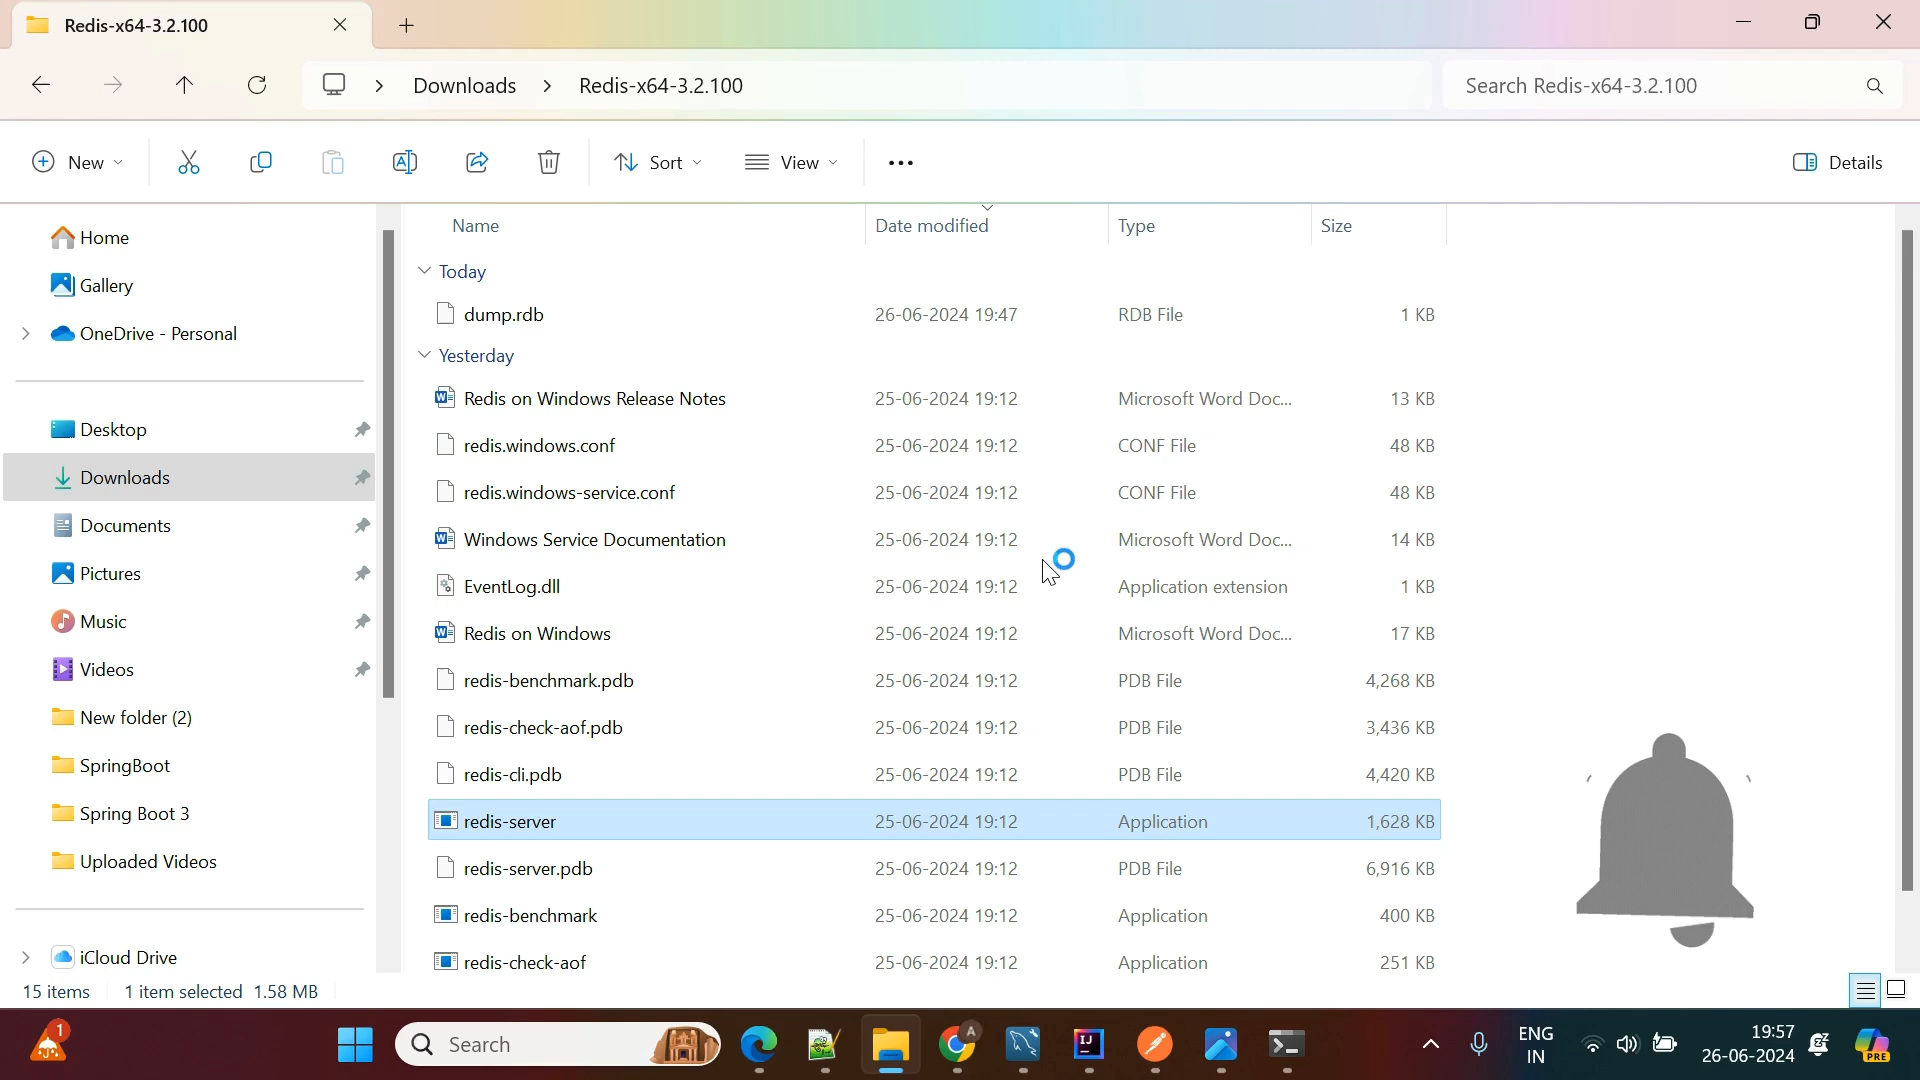 Redis-x64-3.2.100
Downloads Redis-x64-3.2.100 Search Redis-x64-3.2.100
New Sort View Details
Home
Gallery
OneDrive - Personal
Desktop
Downloads
Documents
Pictures
Music
Videos
New folder (2)
SpringBoot
Spring Boot 3
Uploaded Videos
iCloud Drive
Name Date modified Type Size
Today
dump.rdb 26-06-2024 19:47 RDB File 1 KB
Yesterday
Redis on Windows Release Notes 25-06-2024 19:12 Microsoft Word Doc... 13 KB
redis.windows.conf 25-06-2024 19:12 CONF File 48 KB
redis.windows-service.conf 25-06-2024 19:12 CONF File 48 KB
Windows Service Documentation 25-06-2024 19:12 Microsoft Word Doc... 14 KB
EventLog.dll 25-06-2024 19:12 Application extension 1 KB
Redis on Windows 25-06-2024 19:12 Microsoft Word Doc... 17 KB
redis-benchmark.pdb 25-06-2024 19:12 PDB File 4,268 KB
redis-check-aof.pdb 25-06-2024 19:12 PDB File 3,436 KB
redis-cli.pdb 25-06-2024 19:12 PDB File 4,420 KB
redis-server 25-06-2024 19:12 Application 1,628 KB
redis-server.pdb 25-06-2024 19:12 PDB File 6,916 KB
redis-benchmark 25-06-2024 19:12 Application 400 KB
redis-check-aof 25-06-2024 19:12 Application 251 KB
15 items 1 item selected 1.58 MB
1 Search A IJ ENG 19:57
IN 26-06-2024 PRE